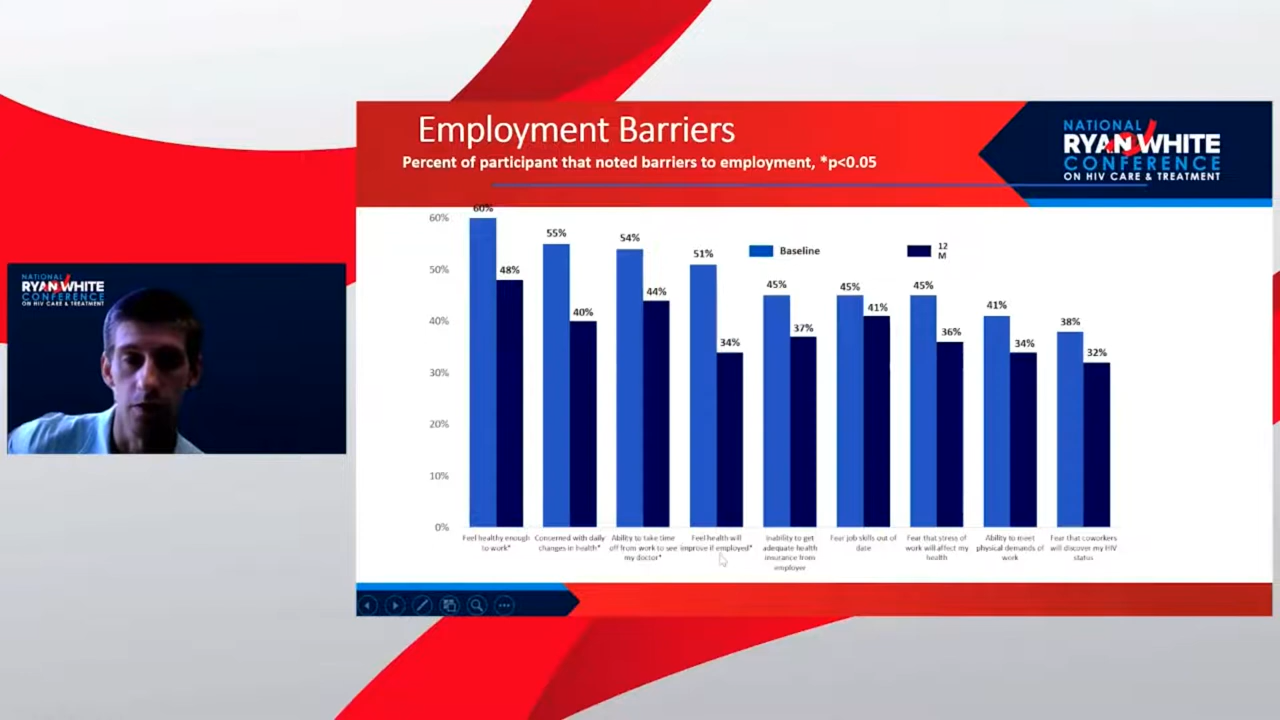 Employment Barriers
Percent of participant that noted barriers to employment, *p<0.05
NATIONAL
RYAN WHITE
CONFERENCE
ON HIV CARE & TREATMENT
NATIONAL
RYAN WHITE
CONFERENCE
ON HIV CARE & TREATMENT
Baseline
12
M
60%
50%
40%
30%
20%
10%
0%
60%
48%
55%
40%
54%
44%
51%
34%
45%
37%
45%
41%
45%
36%
41%
34%
38%
32%
Feel healthy enough
to work*
Concerned with daily
changes in health*
Ability to take time
off from work to see
my doctor*
Feel health will
improve if employed*
Inability to get
adequate health
insurance from
employer
Fear job skills out of
date
Fear that stress of
work will affect my
health
Ability to meet
physical demands of
work
Fear that coworkers
will discover my HIV
status